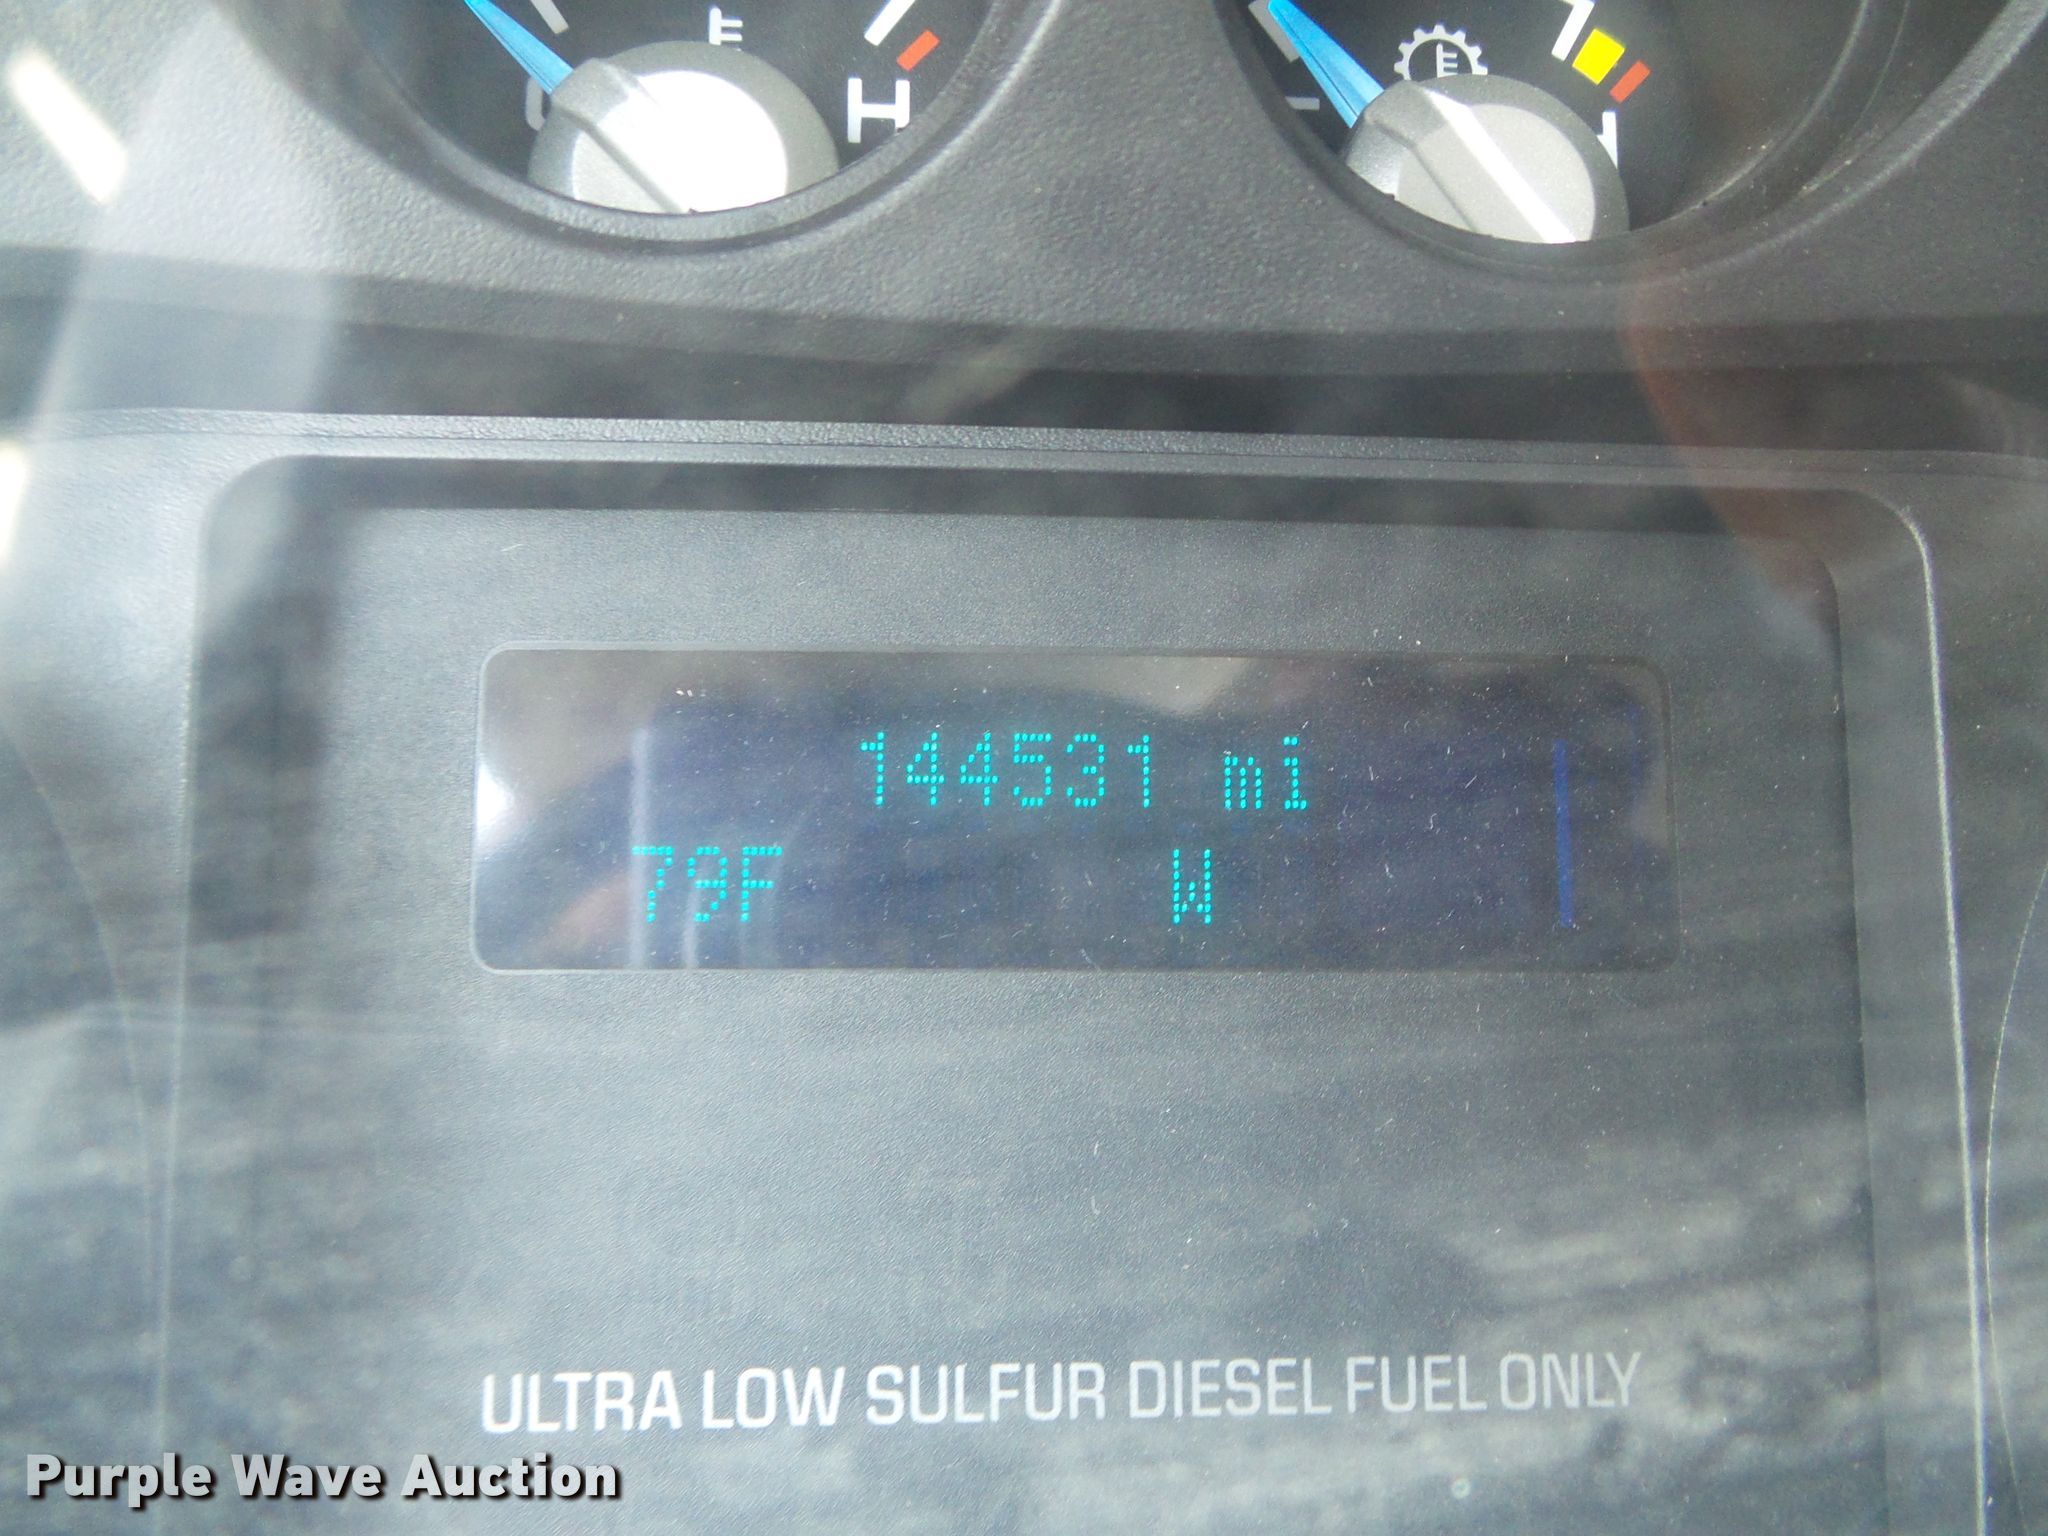 H
144531 mi
79F W
ULTRA LOW SULFUR DIESEL FUEL ONLY
Purple Wave Auction